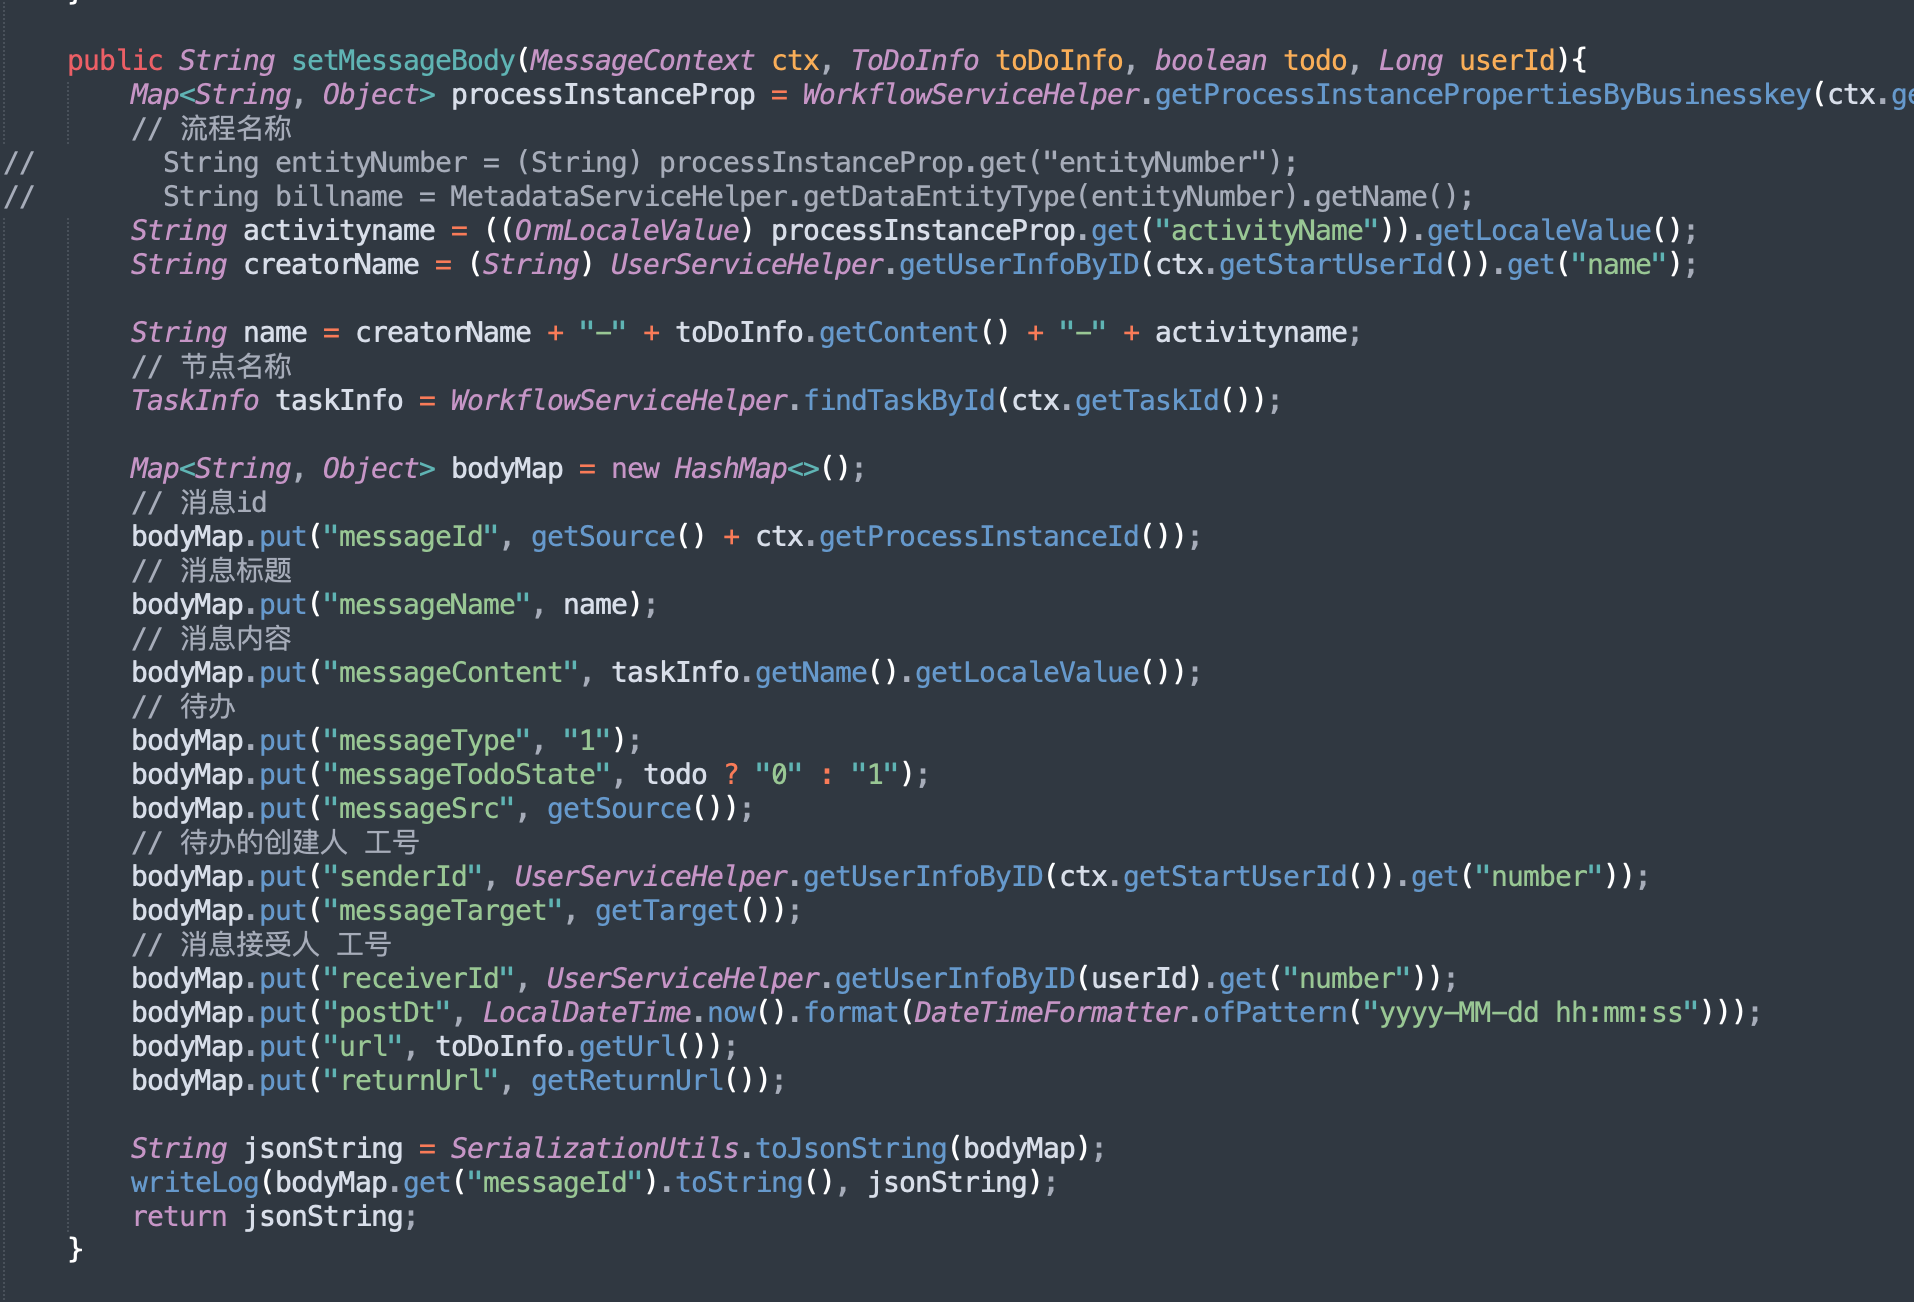 }
public String setMessageBody(MessageContext ctx, ToDoInfo toDoInfo, boolean todo, Long userId){
Map<String, Object> processInstanceProp = WorkflowServiceHelper.getProcessInstancePropertiesByBusinesskey(ctx.ge
// 流程名称
// String entityNumber = (String) processInstanceProp.get("entityNumber");
// String billname = MetadataServiceHelper.getDataEntityType(entityNumber).getName();
String activityname = ((OrmLocaleValue) processInstanceProp.get("activityName")).getLocaleValue();
String creatorName = (String) UserServiceHelper.getUserInfoByID(ctx.getStartUserId()).get("name");
String name = creatorName + "-" + toDoInfo.getContent() + "-" + activityname;
// 节点名称
TaskInfo taskInfo = WorkflowServiceHelper.findTaskById(ctx.getTaskId());
Map<String, Object> bodyMap = new HashMap<>();
// 消息id
bodyMap.put("messageId", getSource() + ctx.getProcessInstanceId());
// 消息标题
bodyMap.put("messageName", name);
// 消息内容
bodyMap.put("messageContent", taskInfo.getName().getLocaleValue());
// 待办
bodyMap.put("messageType", "1");
bodyMap.put("messageTodoState", todo ? "0" : "1");
bodyMap.put("messageSrc", getSource());
// 待办的创建人 工号
bodyMap.put("senderId", UserServiceHelper.getUserInfoByID(ctx.getStartUserId()).get("number"));
bodyMap.put("messageTarget", getTarget());
// 消息接受人 工号
bodyMap.put("receiverId", UserServiceHelper.getUserInfoByID(userId).get("number"));
bodyMap.put("postDt", LocalDateTime.now().format(DateTimeFormatter.ofPattern("yyyy-MM-dd hh:mm:ss")));
bodyMap.put("url", toDoInfo.getUrl());
bodyMap.put("returnUrl", getReturnUrl());
String jsonString = SerializationUtils.toJsonString(bodyMap);
writeLog(bodyMap.get("messageId").toString(), jsonString);
return jsonString;
}